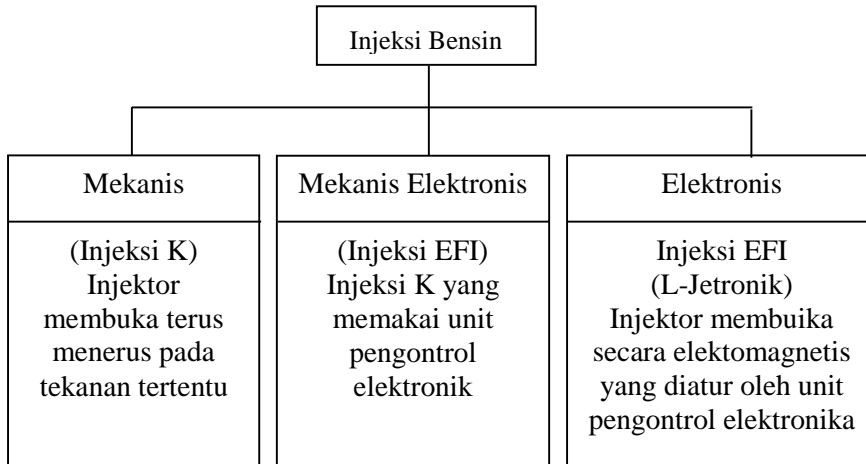 Injeksi Bensin
Mekanis
(Injeksi K)
Injektor
membuka terus
menerus pada
tekanan tertentu
Mekanis Elektronis
(Injeksi EFI)
Injeksi K yang
memakai unit
pengontrol
elektronik
Elektronis
Injeksi EFI
(L-Jetronik)
Injektor membuika
secara elektomagnetis
yang diatur oleh unit
pengontrol elektronika